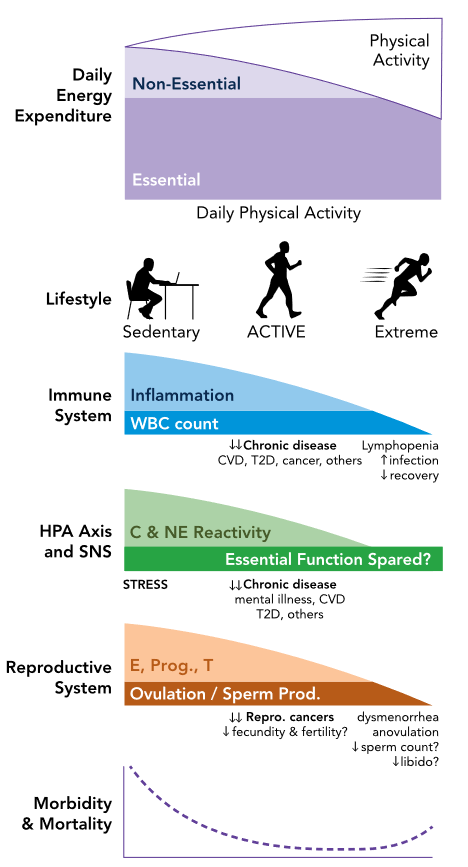 Physical
Activity
Daily
Energy
Expenditure
Non-Essential
Essential
Daily Physical Activity
Lifestyle
Sedentary
ACTIVE
Extreme
Immune
System
Inflammation
WBC count
↓↓Chronic disease
CVD, T2D, cancer, others
Lymphopenia
↑infection
↓recovery
HPA Axis
and SNS
C & NE Reactivity
Essential Function Spared?
STRESS
↓↓Chronic disease
mental illness, CVD
T2D, others
Reproductive
System
E, Prog., T
Ovulation / Sperm Prod.
↓↓ Repro. cancers
↓fecundity & fertility?
dysmenorrhea
anovulation
↓sperm count?
↓libido?
Morbidity
& Mortality